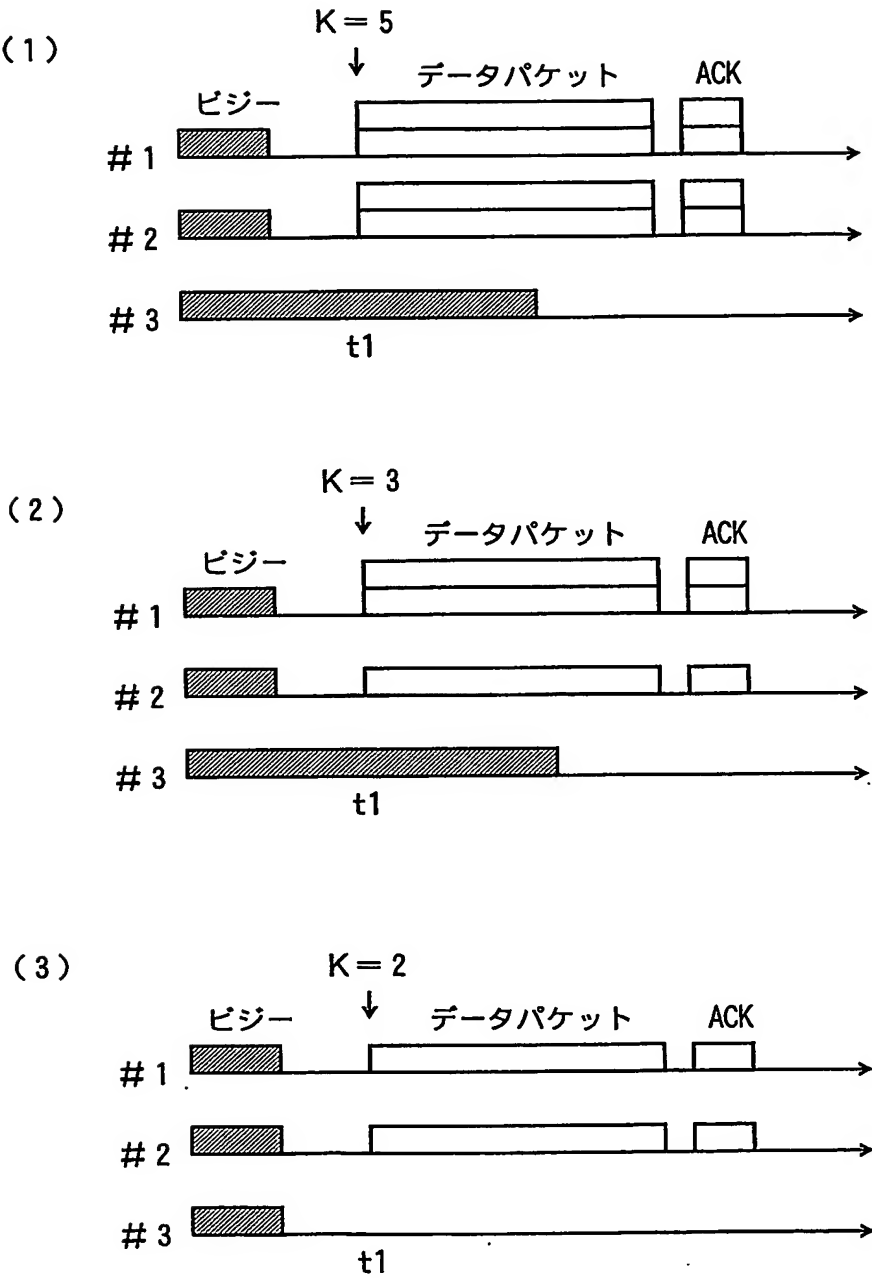 (1)
K=5
↓
データパケット ACK
ビジー
#1
#2
#3
t1
(2)
K=3
↓
データパケット ACK
ビジー
#1
#2
#3
t1
(3)
K=2
↓
ビジー データパケット ACK
#1
#2
#3
t1